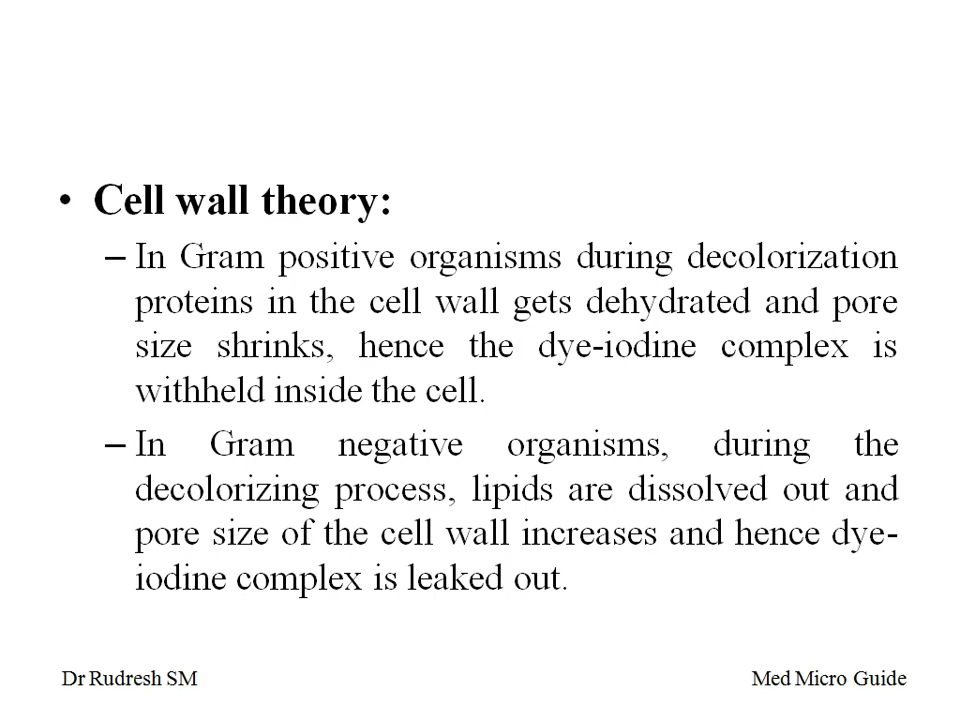 • Cell wall theory:
– In Gram positive organisms during decolorization
proteins in the cell wall gets dehydrated and pore
size shrinks, hence the dye-iodine complex is
withheld inside the cell.
– In Gram negative organisms, during the
decolorizing process, lipids are dissolved out and
pore size of the cell wall increases and hence dye-
iodine complex is leaked out.
Dr Rudresh SM
Med Micro Guide